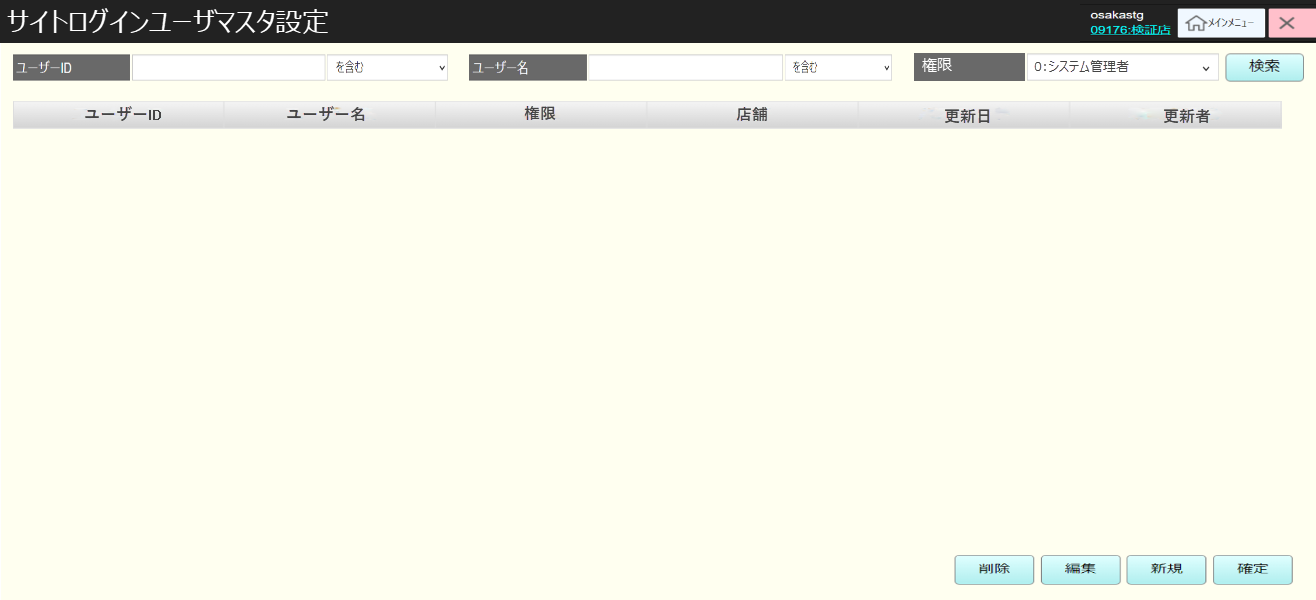 サイトログインユーザマスタ設定
osakastg
09176:検証店
メインメニュー
ユーザーID
を含む
ユーザー名
を含む
権限
0:システム管理者
検索
ユーザーID ユーザー名 権限 店舗 更新日 更新者
削除 編集 新規 確定